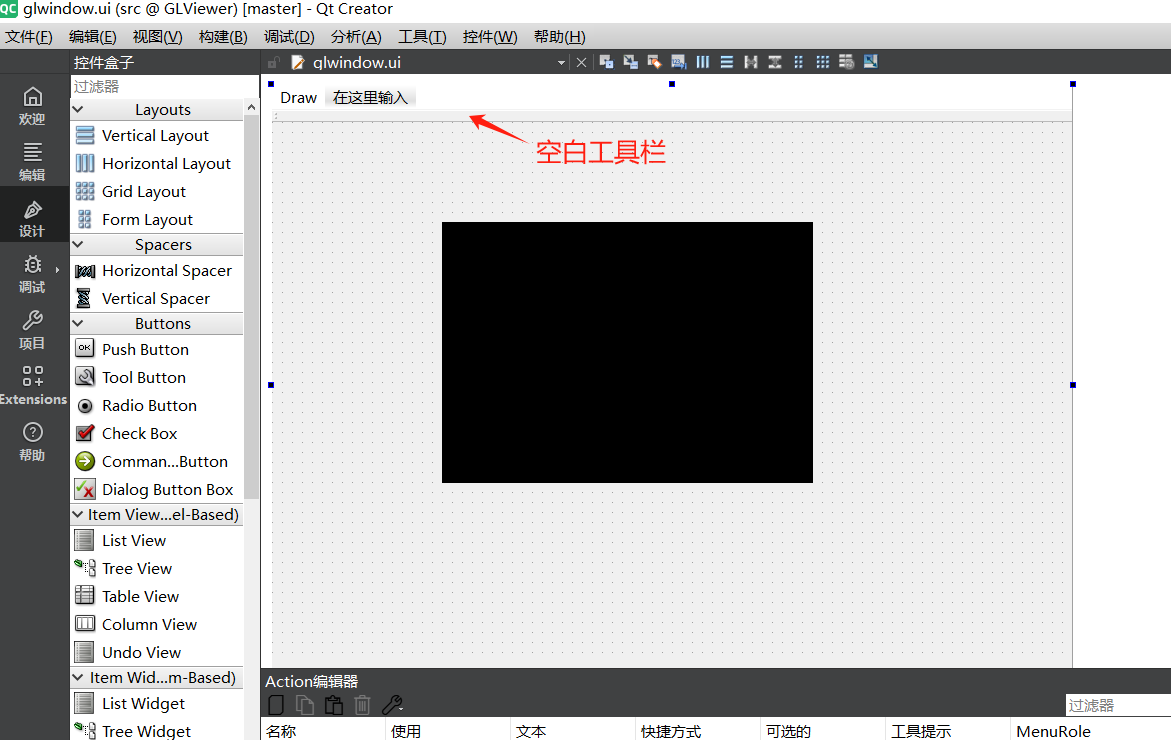 QC glwindow.ui (src @ GLViewer) [master] - Qt Creator
文件(F) 编辑(E) 视图(V) 构建(B) 调试(D) 分析(A) 工具(T) 控件(W) 帮助(H)
控件盒子
glwindow.ui
过滤器
Draw 在这里输入
空白工具栏
欢迎
编辑
设计
调试
项目
Extensions
帮助
Layouts
Vertical Layout
Horizontal Layout
Grid Layout
Form Layout
Spacers
Horizontal Spacer
Vertical Spacer
Buttons
OK Push Button
Tool Button
Radio Button
Check Box
Comman...Button
Dialog Button Box
Item View...el-Based)
List View
Tree View
Table View
Column View
Undo View
Item Wid...m-Based)
List Widget
Tree Widget
Action编辑器
过滤器
名称 使用 文本 快捷方式 可选的 工具提示 MenuRole